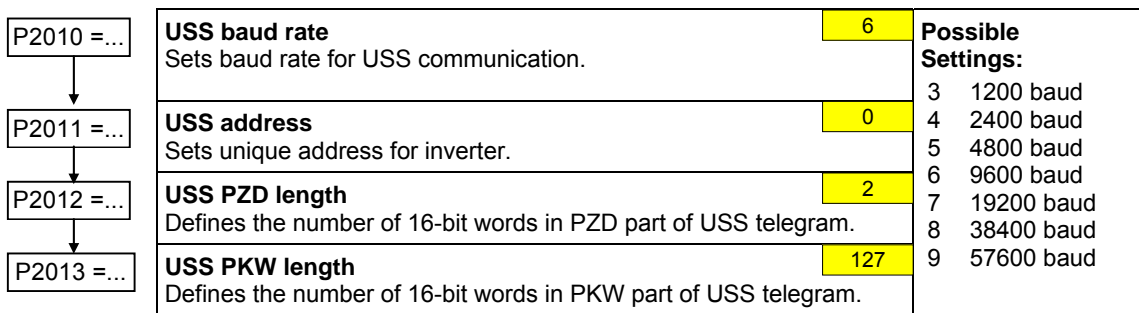 P2010 =...
USS baud rate
6
Sets baud rate for USS communication.
P2011 =...
USS address
0
Sets unique address for inverter.
P2012 =...
USS PZD length
2
Defines the number of 16-bit words in PZD part of USS telegram.
P2013 =...
USS PKW length
127
Defines the number of 16-bit words in PKW part of USS telegram.
Possible
Settings:
3 1200 baud
4 2400 baud
5 4800 baud
6 9600 baud
7 19200 baud
8 38400 baud
9 57600 baud